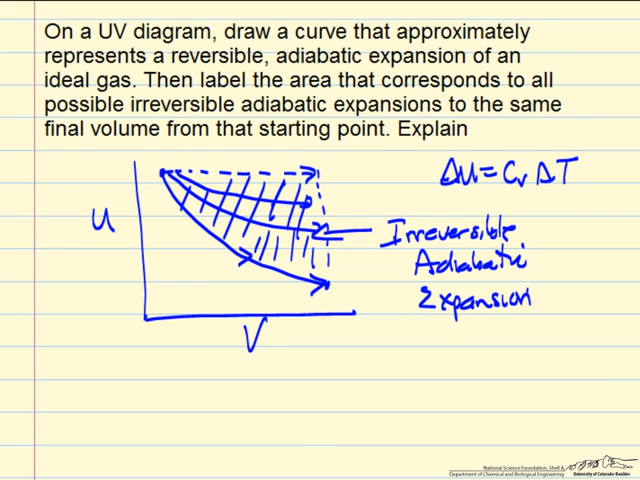 On a UV diagram, draw a curve that approximately
represents a reversible, adiabatic expansion of an
ideal gas. Then label the area that corresponds to all
possible irreversible adiabatic expansions to the same
final volume from that starting point. Explain
ΔU = Cv ΔT
U
Irreversible
Adiabatic
Expansion
V
National Science Foundation, Shell &
Department of Chemical and Biological Engineering
University of Colorado-Boulder